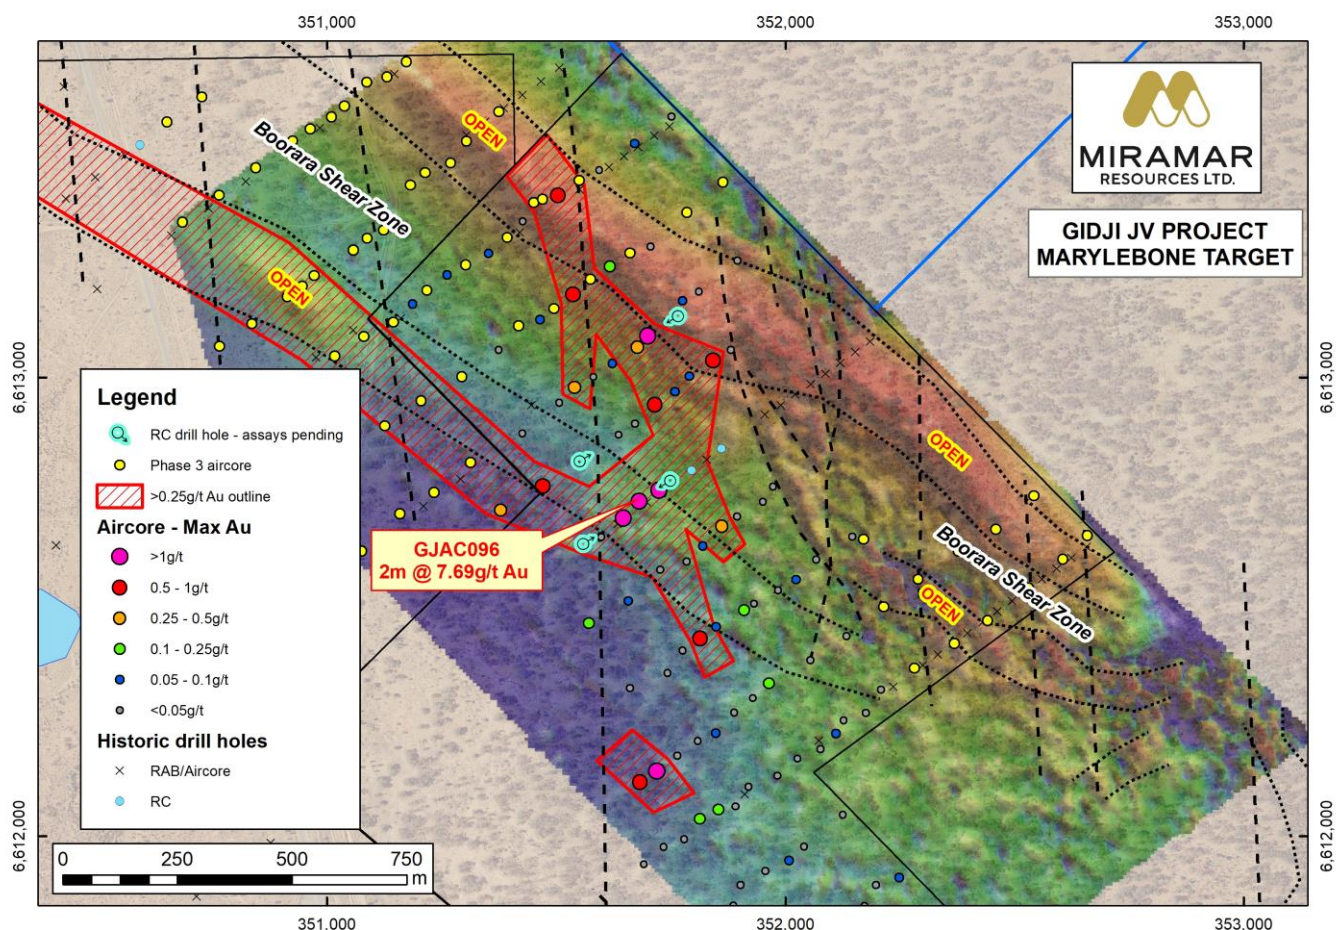 351,000
352,000
353,000
MIRAMAR
RESOURCES LTD.
GIDJI JV PROJECT
MARYLEBONE TARGET
OPEN
Boorara Shear Zone
OPEN
6,613,000
6,613,000
Legend
RC drill hole - assays pending
Phase 3 aircore
>0.25g/t Au outline
Aircore - Max Au
>1g/t
0.5 - 1g/t
0.25 - 0.5g/t
0.1 - 0.25g/t
0.05 - 0.1g/t
<0.05g/t
Historic drill holes
RAB/Aircore
RC
OPEN
GJAC096
2m @ 7.69g/t Au
Boorara Shear Zone
OPEN
6,612,000
6,612,000
0 250 500 750
m
351,000
352,000
353,000